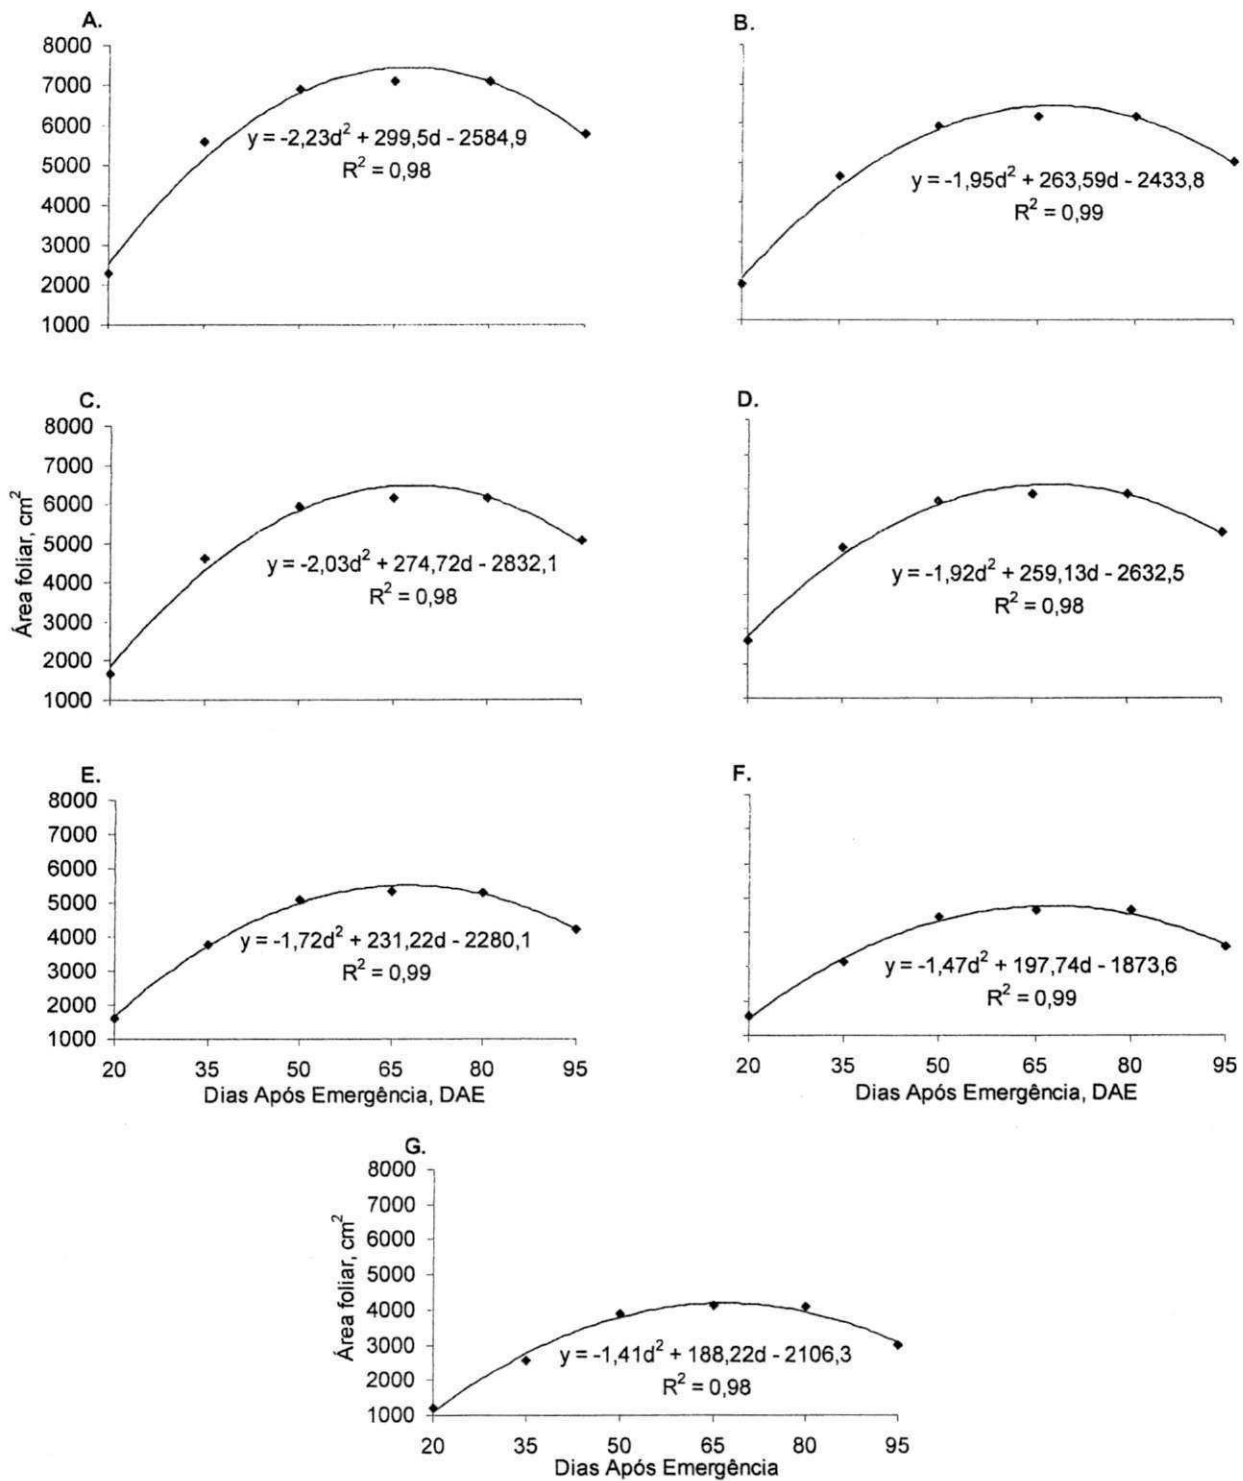 A.
8000
7000
6000
5000
4000
3000
2000
1000
y = -2,23d² + 299,5d - 2584,9
R² = 0,98
B.
y = -1,95d² + 263,59d - 2433,8
R² = 0,99
C.
8000
7000
6000
5000
4000
3000
2000
1000
Área foliar, cm²
y = -2,03d² + 274,72d - 2832,1
R² = 0,98
D.
y = -1,92d² + 259,13d - 2632,5
R² = 0,98
E.
8000
7000
6000
5000
4000
3000
2000
1000
y = -1,72d² + 231,22d - 2280,1
R² = 0,99
20 35 50 65 80 95
Dias Após Emergência, DAE
F.
y = -1,47d² + 197,74d - 1873,6
R² = 0,99
20 35 50 65 80 95
Dias Após Emergência, DAE
G.
8000
7000
6000
5000
4000
3000
2000
1000
Área foliar, cm²
y = -1,41d² + 188,22d - 2106,3
R² = 0,98
20 35 50 65 80 95
Dias Após Emergência